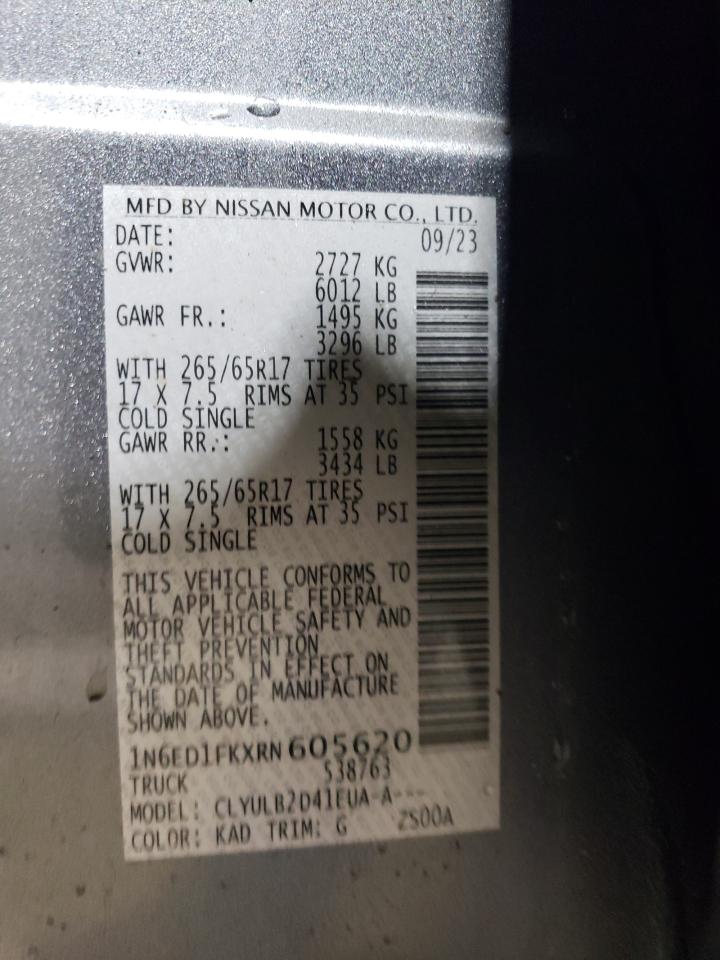 MFD BY NISSAN MOTOR CO., LTD.
DATE: 09/23
GVWR: 2727 KG
6012 LB
GAWR FR.: 1495 KG
3296 LB
WITH 265/65R17 TIRES
17 X 7.5 RIMS AT 35 PSI
COLD SINGLE
GAWR RR.: 1558 KG
3434 LB
WITH 265/65R17 TIRES
17 X 7.5 RIMS AT 35 PSI
COLD SINGLE
THIS VEHICLE CONFORMS TO
ALL APPLICABLE FEDERAL
MOTOR VEHICLE SAFETY AND
THEFT PREVENTION
STANDARDS IN EFFECT ON
THE DATE OF MANUFACTURE
SHOWN ABOVE.
1N6ED1FKXRN605620
TRUCK 538763
MODEL: CLYULB2D41EUA-A---
COLOR: KAD TRIM: G 2S00A